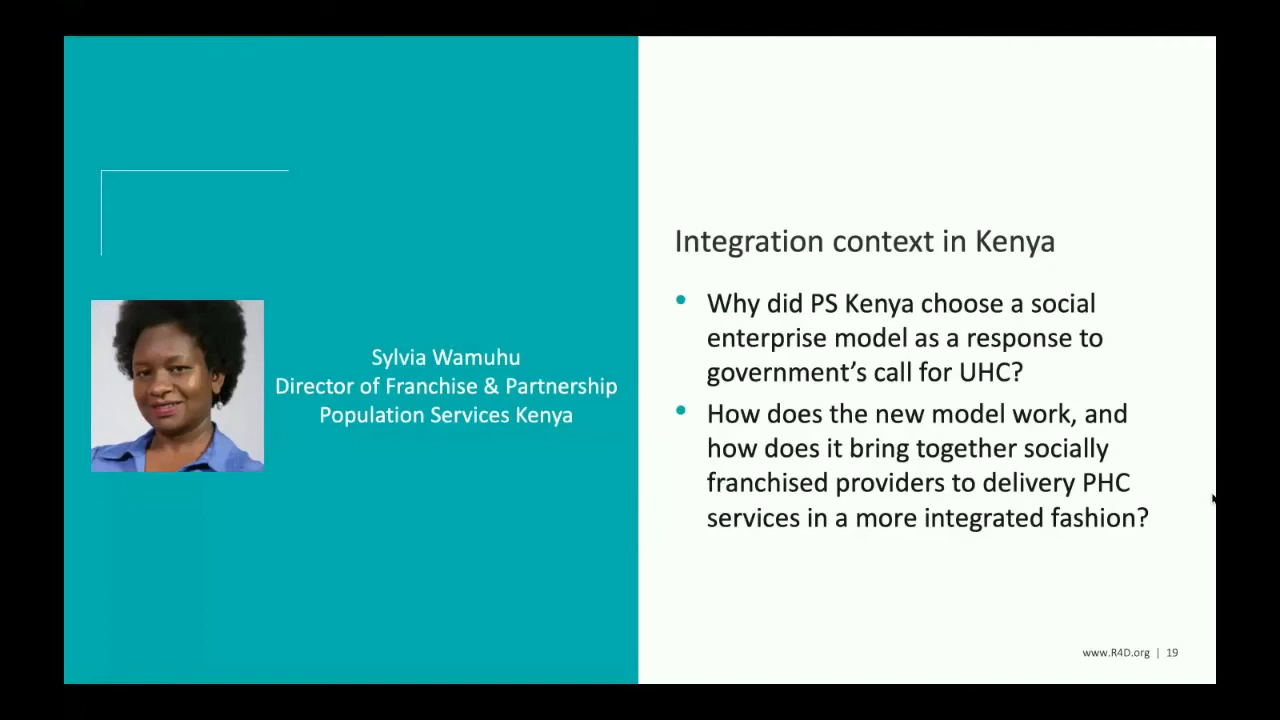 Sylvia Wamuhu
Director of Franchise & Partnership
Population Services Kenya
Integration context in Kenya
• Why did PS Kenya choose a social
enterprise model as a response to
government’s call for UHC?
• How does the new model work, and
how does it bring together socially
franchised providers to delivery PHC
services in a more integrated fashion?
www.R4D.org | 19